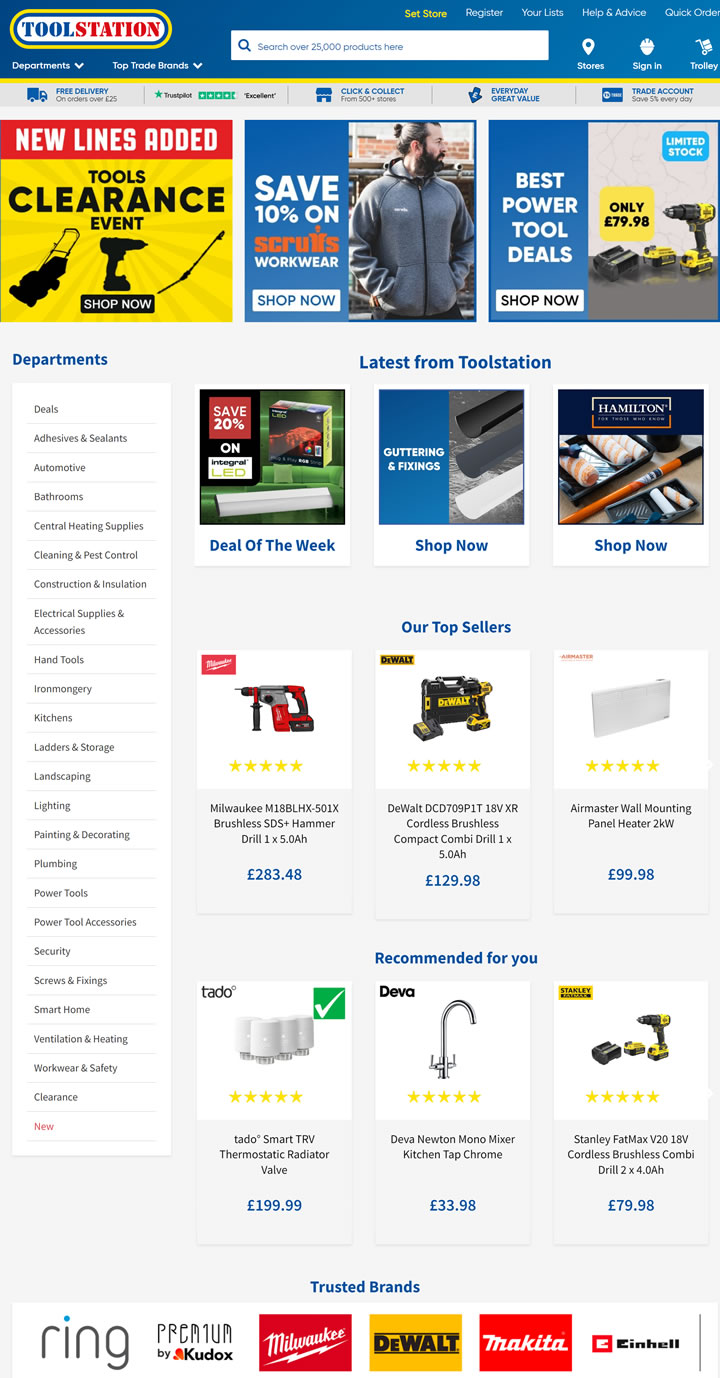 Set Store
Register
Your Lists
Help & Advice
Quick Order
TOOLSTATION
Search over 25,000 products here
Departments
Top Trade Brands
Stores
Sign in
Trolley
FREE DELIVERY
On orders over £25
Trustpilot
'Excellent'
CLICK & COLLECT
From 500+ stores
EVERYDAY
GREAT VALUE
TRADE ACCOUNT
Save 5% every day
NEW LINES ADDED
TOOLS
CLEARANCE
EVENT
SHOP NOW
SAVE
10% ON
scruffs
WORKWEAR
SHOP NOW
LIMITED
STOCK
BEST
POWER
TOOL
DEALS
ONLY
£79.98
SHOP NOW
Departments
Deals
Adhesives & Sealants
Automotive
Bathrooms
Central Heating Supplies
Cleaning & Pest Control
Construction & Insulation
Electrical Supplies &
Accessories
Hand Tools
Ironmongery
Kitchens
Ladders & Storage
Landscaping
Lighting
Painting & Decorating
Plumbing
Power Tools
Power Tool Accessories
Security
Screws & Fixings
Smart Home
Ventilation & Heating
Workwear & Safety
Clearance
New
Latest from Toolstation
SAVE
20%
ON
integral
LED
integral
LED
Plug & Play RGB Strip
Deal Of The Week
GUTTERING
& FIXINGS
Shop Now
HAMILTON
FOR THOSE WHO KNOW
Shop Now
Our Top Sellers
Milwaukee
Milwaukee M18BLHX-501X
Brushless SDS+ Hammer
Drill 1 x 5.0Ah
£283.48
DEWALT
DEWALT
DeWalt DCD709P1T 18V XR
Cordless Brushless
Compact Combi Drill 1 x
5.0Ah
£129.98
AIRMASTER
Airmaster Wall Mounting
Panel Heater 2kW
£99.98
Recommended for you
tado°
tado° Smart TRV
Thermostatic Radiator
Valve
£199.99
Deva
Deva Newton Mono Mixer
Kitchen Tap Chrome
£33.98
STANLEY
FATMAX
Stanley FatMax V20 18V
Cordless Brushless Combi
Drill 2 x 4.0Ah
£79.98
Trusted Brands
ring
PREMIUM
by Kudox
Milwaukee
DEWALT
makita
Einhell